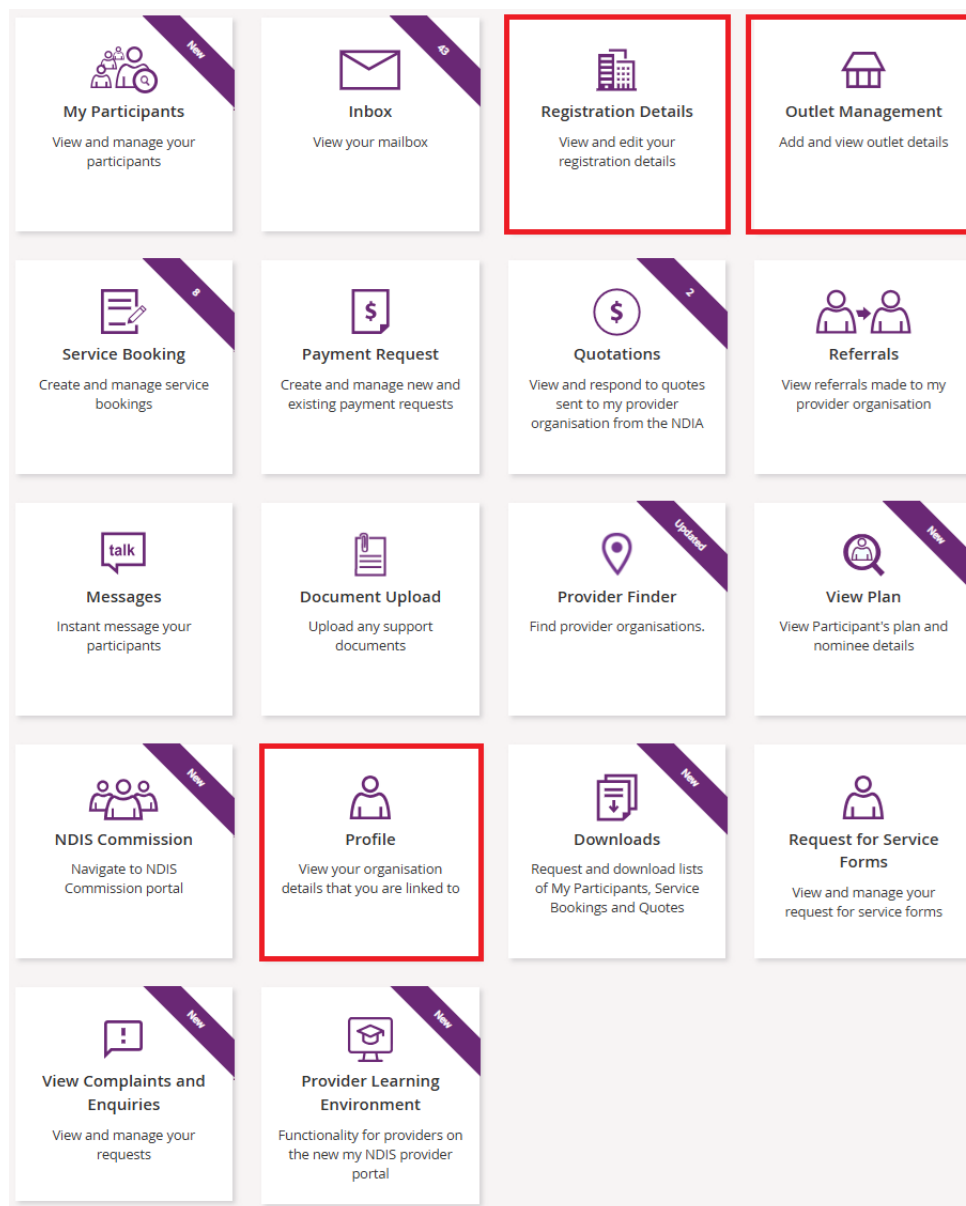 New
My Participants
View and manage your
participants
43
Inbox
View your mailbox
Registration Details
View and edit your
registration details
Outlet Management
Add and view outlet details
8
Service Booking
Create and manage service
bookings
$
Payment Request
Create and manage new and
existing payment requests
2
$
Quotations
View and respond to quotes
sent to my provider
organisation from the NDIA
Referrals
View referrals made to my
provider organisation
talk
Messages
Instant message your
participants
Document Upload
Upload any support
documents
Updated
Provider Finder
Find provider organisations.
New
View Plan
View Participant's plan and
nominee details
New
NDIS Commission
Navigate to NDIS
Commission portal
Profile
View your organisation
details that you are linked to
New
Downloads
Request and download lists
of My Participants, Service
Bookings and Quotes
Request for Service
Forms
View and manage your
request for service forms
New
!
View Complaints and
Enquiries
View and manage your
requests
New
Provider Learning
Environment
Functionality for providers on
the new my NDIS provider
portal